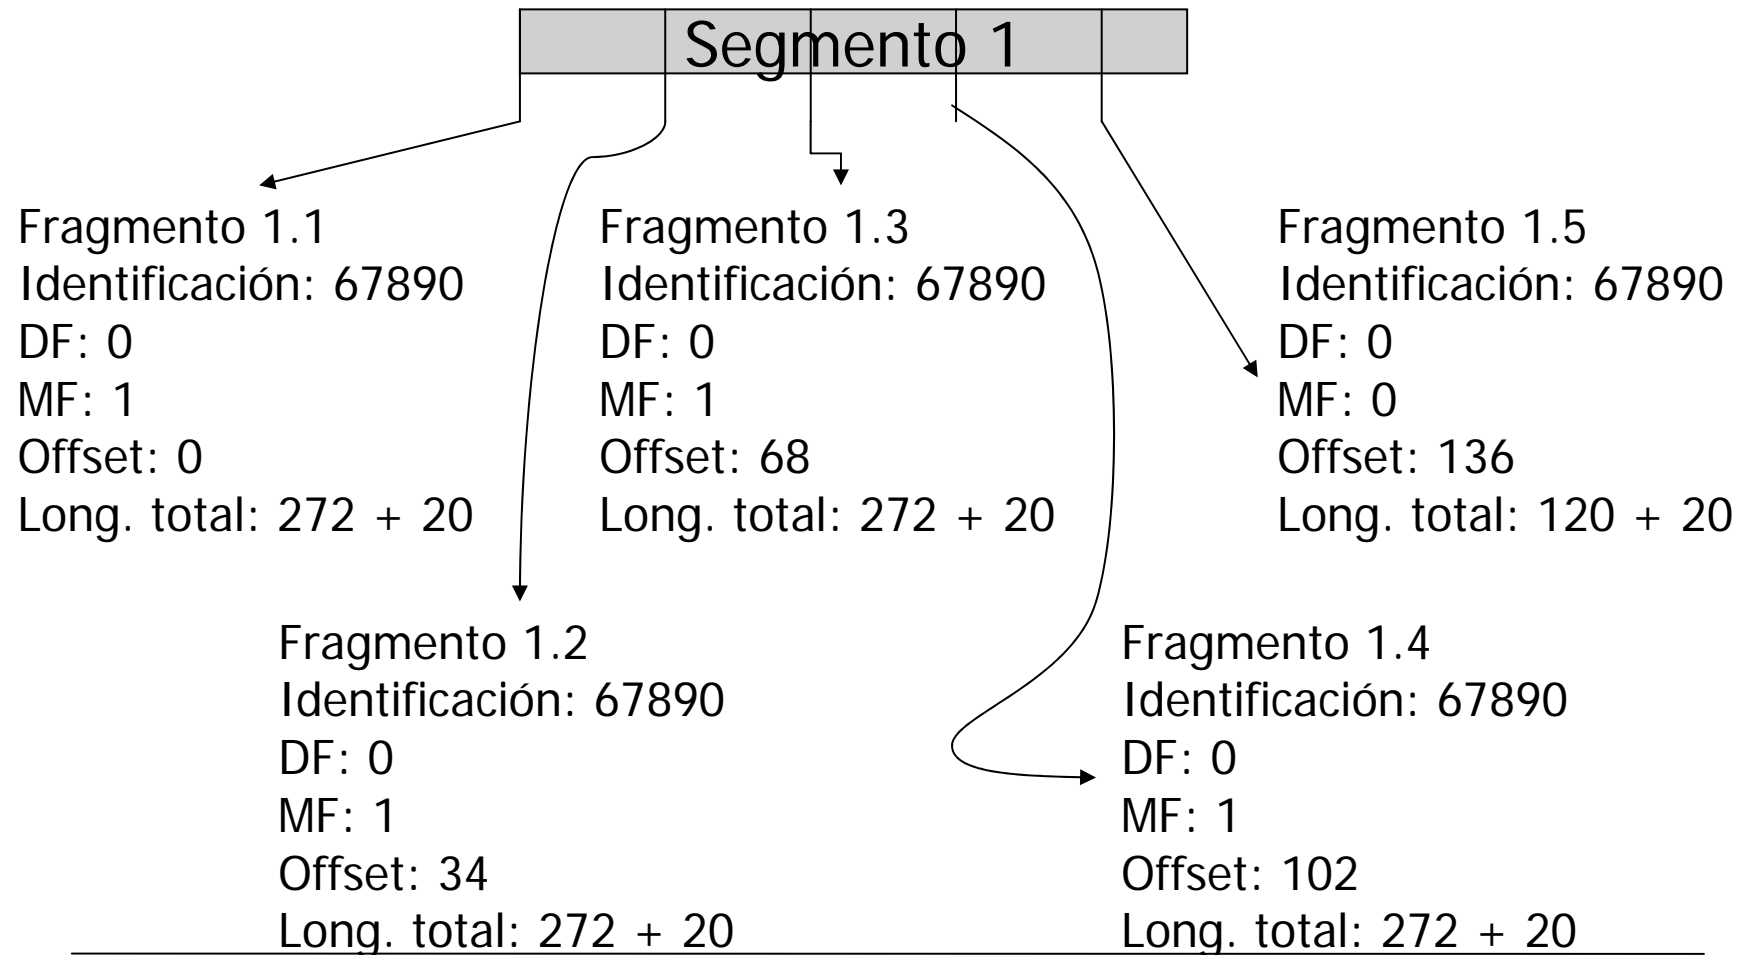 Segmento 1
Fragmento 1.1
Identificación: 67890
DF: 0
MF: 1
Offset: 0
Long. total: 272 + 20
Fragmento 1.3
Identificación: 67890
DF: 0
MF: 1
Offset: 68
Long. total: 272 + 20
Fragmento 1.5
Identificación: 67890
DF: 0
MF: 0
Offset: 136
Long. total: 120 + 20
Fragmento 1.2
Identificación: 67890
DF: 0
MF: 1
Offset: 34
Long. total: 272 + 20
Fragmento 1.4
Identificación: 67890
DF: 0
MF: 1
Offset: 102
Long. total: 272 + 20